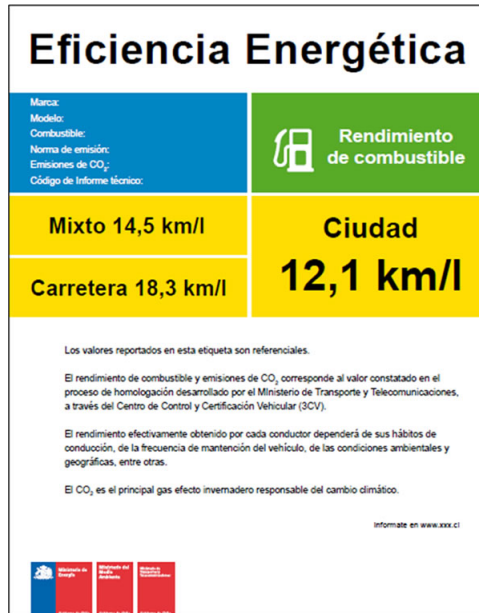 Eficiencia Energética
Marca:
Modelo:
Combustible:
Norma de emisión:
Emisiones de CO₂:
Código de Informe técnico:
Rendimiento
de combustible
Mixto 14,5 km/l
Carretera 18,3 km/l
Ciudad
12,1 km/l
Los valores reportados en esta etiqueta son referenciales.
El rendimiento de combustible y emisiones de CO₂ corresponde al valor constatado en el
proceso de homologación desarrollado por el Ministerio de Transporte y Telecomunicaciones,
a través del Centro de Control y Certificación Vehicular (3CV).
El rendimiento efectivamente obtenido por cada conductor dependerá de sus hábitos de
conducción, de la frecuencia de mantención del vehículo, de las condiciones ambientales y
geográficas, entre otras.
El CO₂ es el principal gas efecto invernadero responsable del cambio climático.
Informate en www.xxx.cl
Ministerio de
Energía
Ministerio del
Medio
Ambiente